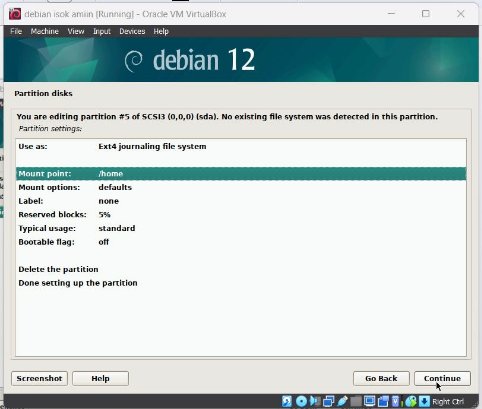 debian isok amiin [Running] - Oracle VM VirtualBox
File Machine View Input Devices Help
debian 12
Partition disks
You are editing partition #5 of SCSI3 (0,0,0) (sda). No existing file system was detected in this partition.
Partition settings:
Use as: Ext4 journaling file system
Mount point: /home
Mount options: defaults
Label: none
Reserved blocks: 5%
Typical usage: standard
Bootable flag: off
Delete the partition
Done setting up the partition
Screenshot Help Go Back Continue
Right Ctrl